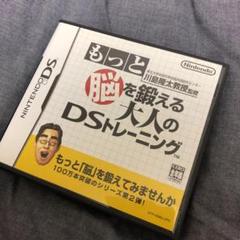 Nintendo
NINTENDO DS
川島隆太教授監修
もっと
脳を鍛える
大人の
DSトレーニング™
もっと「脳」を鍛えてみませんか
100万本突破のシリーズ第2弾!